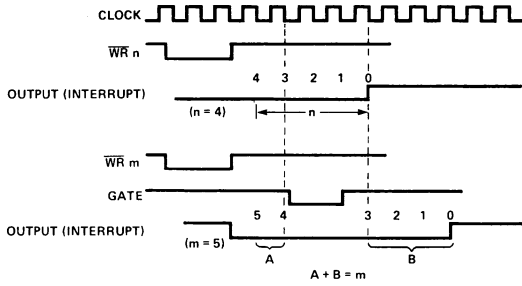 CLOCK
WR n
4 3 2 1 0
OUTPUT (INTERRUPT)
(n = 4)
n
WR m
GATE
5 4 3 2 1 0
OUTPUT (INTERRUPT)
(m = 5)
A B
A + B = m